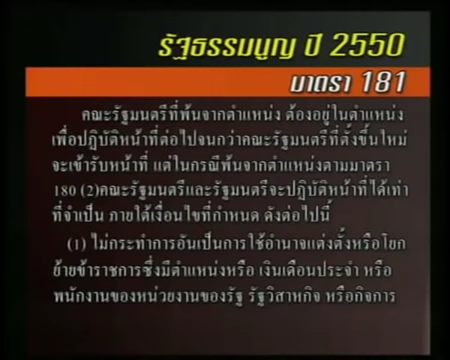 รัฐธรรมนูญ ปี 2550
มาตรา 181
คณะรัฐมนตรีที่พ้นจากตำแหน่ง ต้องอยู่ในตำแหน่ง
เพื่อปฏิบัติหน้าที่ต่อไปจนกว่าคณะรัฐมนตรีที่ตั้งขึ้นใหม่
จะเข้ารับหน้าที่ แต่ในกรณีพ้นจากตำแหน่งตามมาตรา
180 (2)คณะรัฐมนตรีและรัฐมนตรีจะปฏิบัติหน้าที่ได้เท่า
ที่จำเป็น ภายใต้เงื่อนไขที่กำหนด ดังต่อไปนี้
(1) ไม่กระทำการอันเป็นการใช้อำนาจแต่งตั้งหรือโยก
ย้ายข้าราชการซึ่งมีตำแหน่งหรือ เงินเดือนประจำ หรือ
พนักงานของหน่วยงานของรัฐ รัฐวิสาหกิจ หรือกิจการ